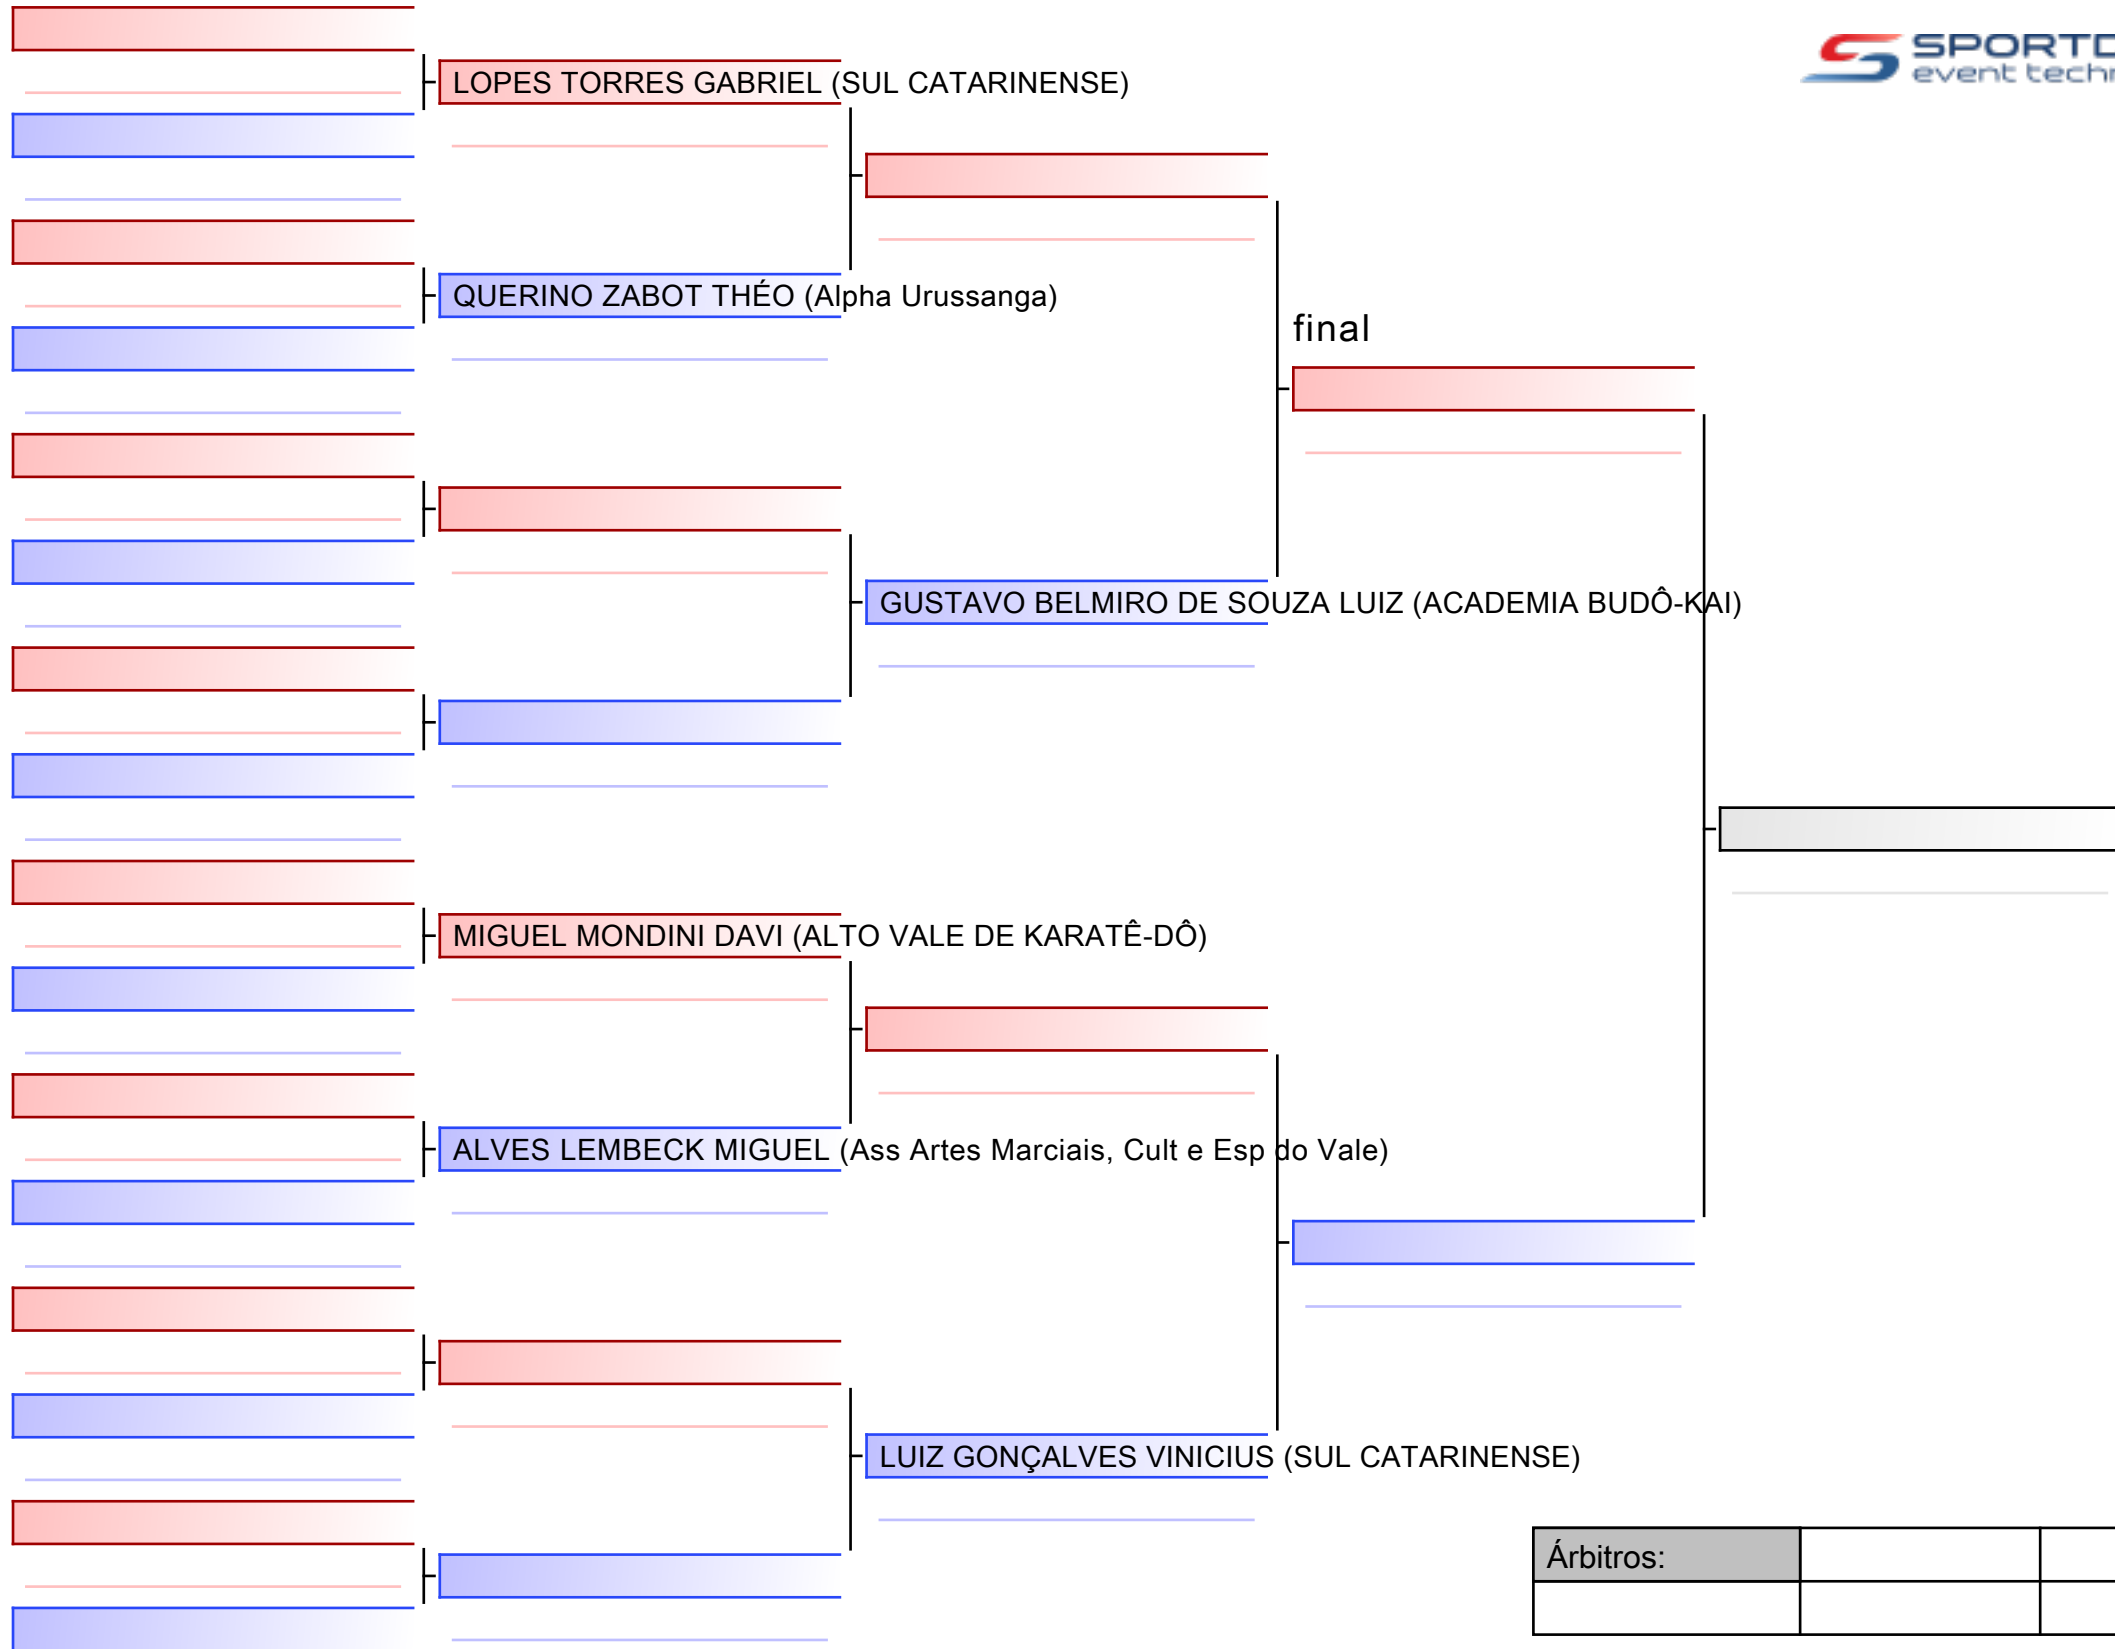 SPORTD
event techn
LOPES TORRES GABRIEL (SUL CATARINENSE)
QUERINO ZABOT THÉO (Alpha Urussanga)
final
GUSTAVO BELMIRO DE SOUZA LUIZ (ACADEMIA BUDÔ-KAI)
MIGUEL MONDINI DAVI (ALTO VALE DE KARATÊ-DÔ)
ALVES LEMBECK MIGUEL (Ass Artes Marciais, Cult e Esp do Vale)
LUIZ GONÇALVES VINICIUS (SUL CATARINENSE)
Árbitros: